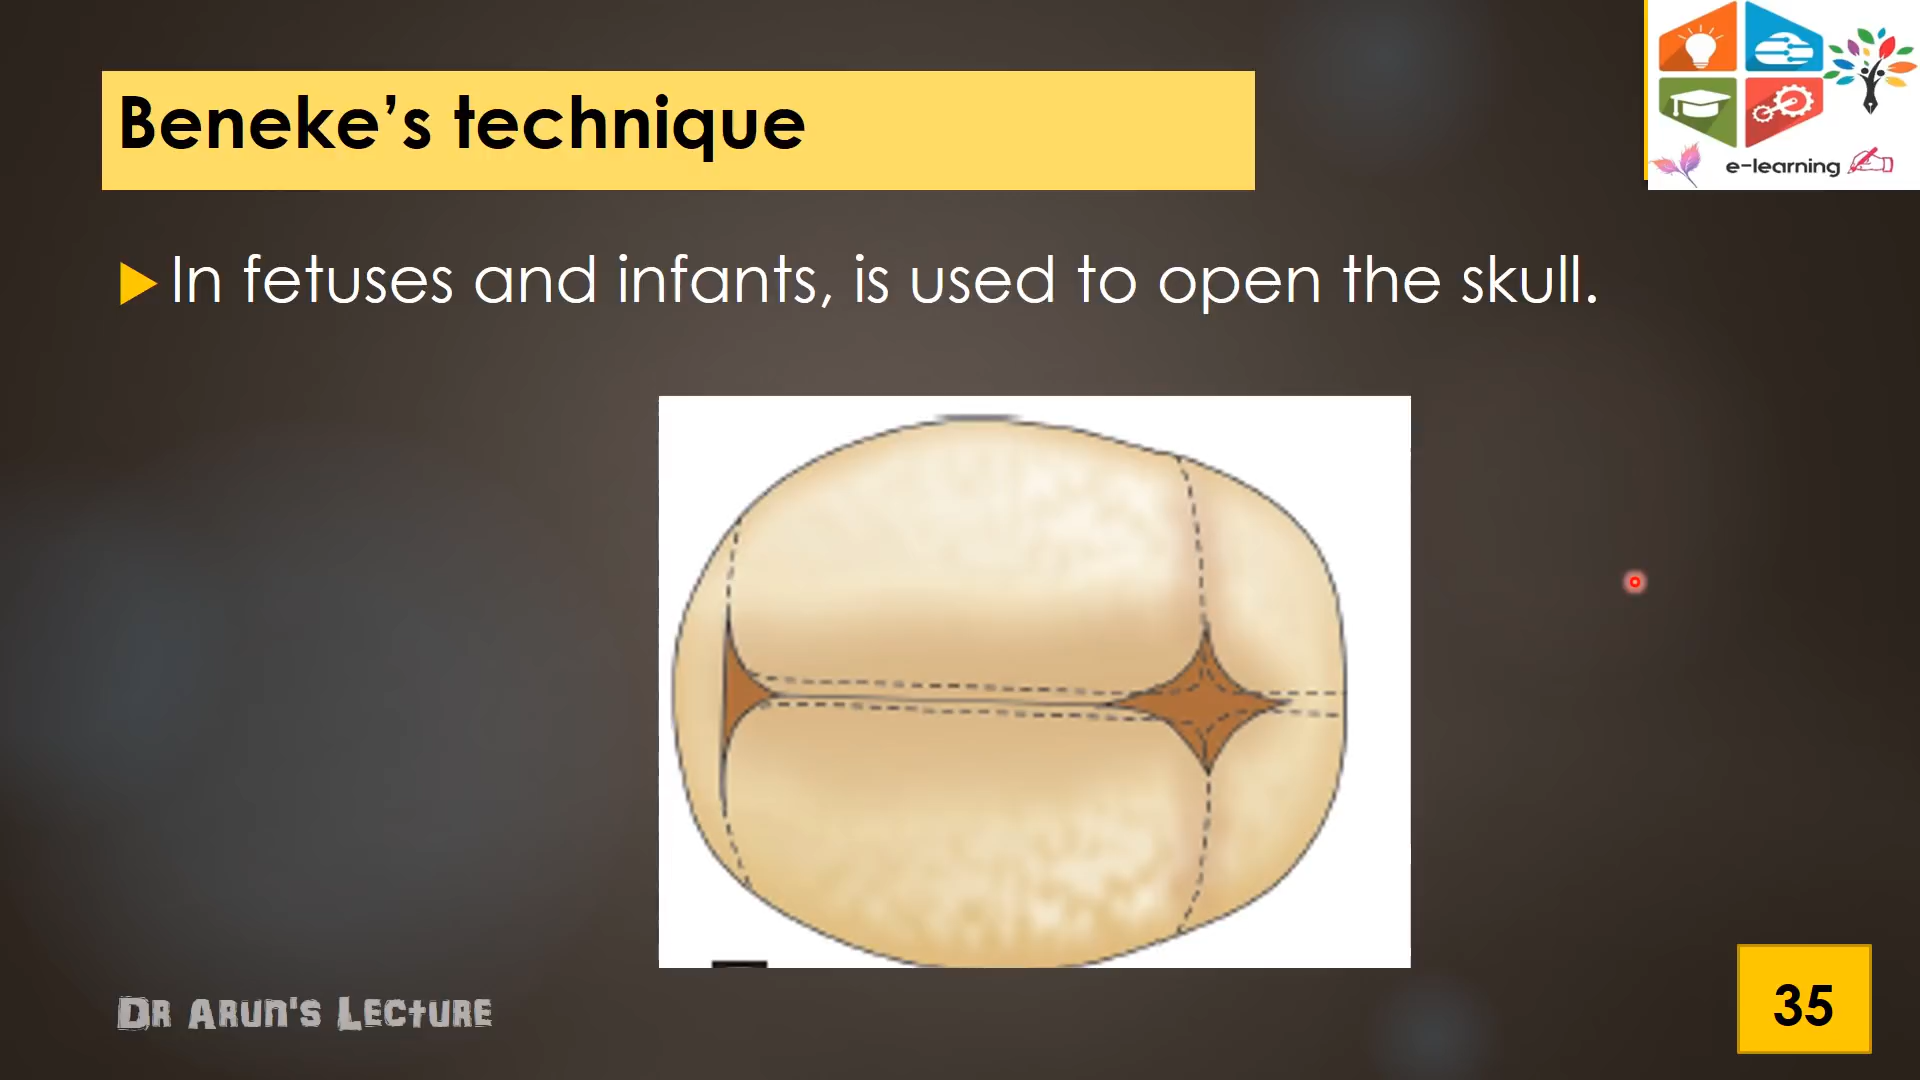 Beneke’s technique
e-learning
In fetuses and infants, is used to open the skull.
Dr Arun's Lecture
35